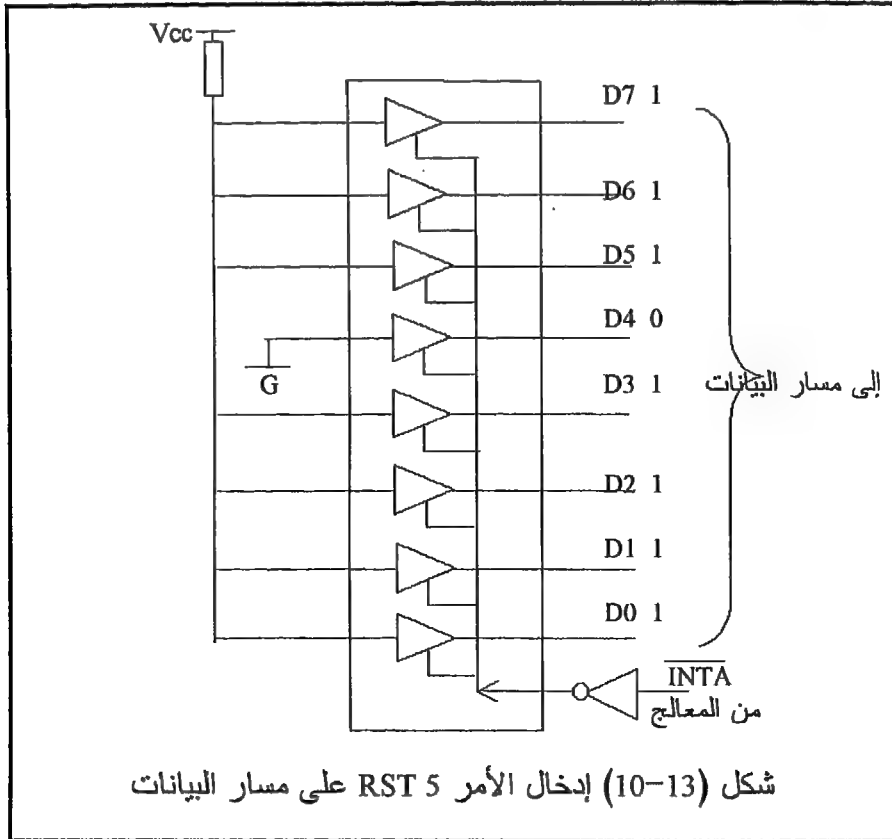 Vcc
D7 1
D6 1
D5 1
D4 0
G
D3 1
إلى مسار البيانات
D2 1
D1 1
D0 1
INTA
من المعالج
شكل (13-10) إدخال الأمر RST 5 على مسار البيانات